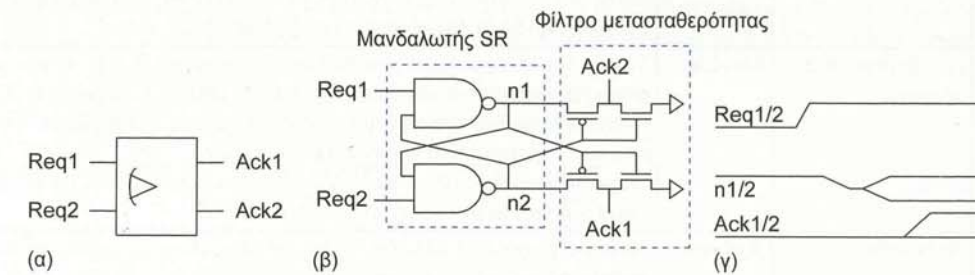 Φίλτρο μετασταθερότητας
Μανδαλωτής SR
Ack2
Req1
n1
Req1/2
Req1
Ack1
Req2
Ack2
n1/2
Req2
n2
Ack1
Ack1/2
(α)
(β)
(γ)